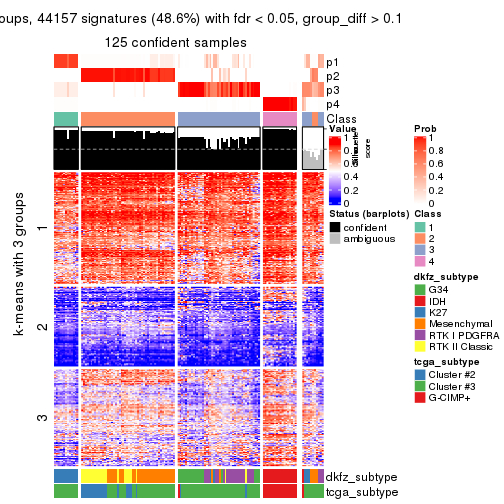 oups, 44157 signatures (48.6%) with fdr < 0.05, group_diff > 0.1
125 confident samples
p1
p2
p3
p4
Class
k-means with 3 groups
1
2
3
Value
1
0.8
0.6
0.4
0.2
0
score
Prob
1
0.8
0.6
0.4
0.2
0
Status (barplots)
confident
ambiguous
Class
1
2
3
4
dkfz_subtype
G34
IDH
K27
Mesenchymal
RTK I PDGFRA
RTK II Classic
tcga_subtype
Cluster #2
Cluster #3
G-CIMP+
dkfz_subtype
tcga_subtype